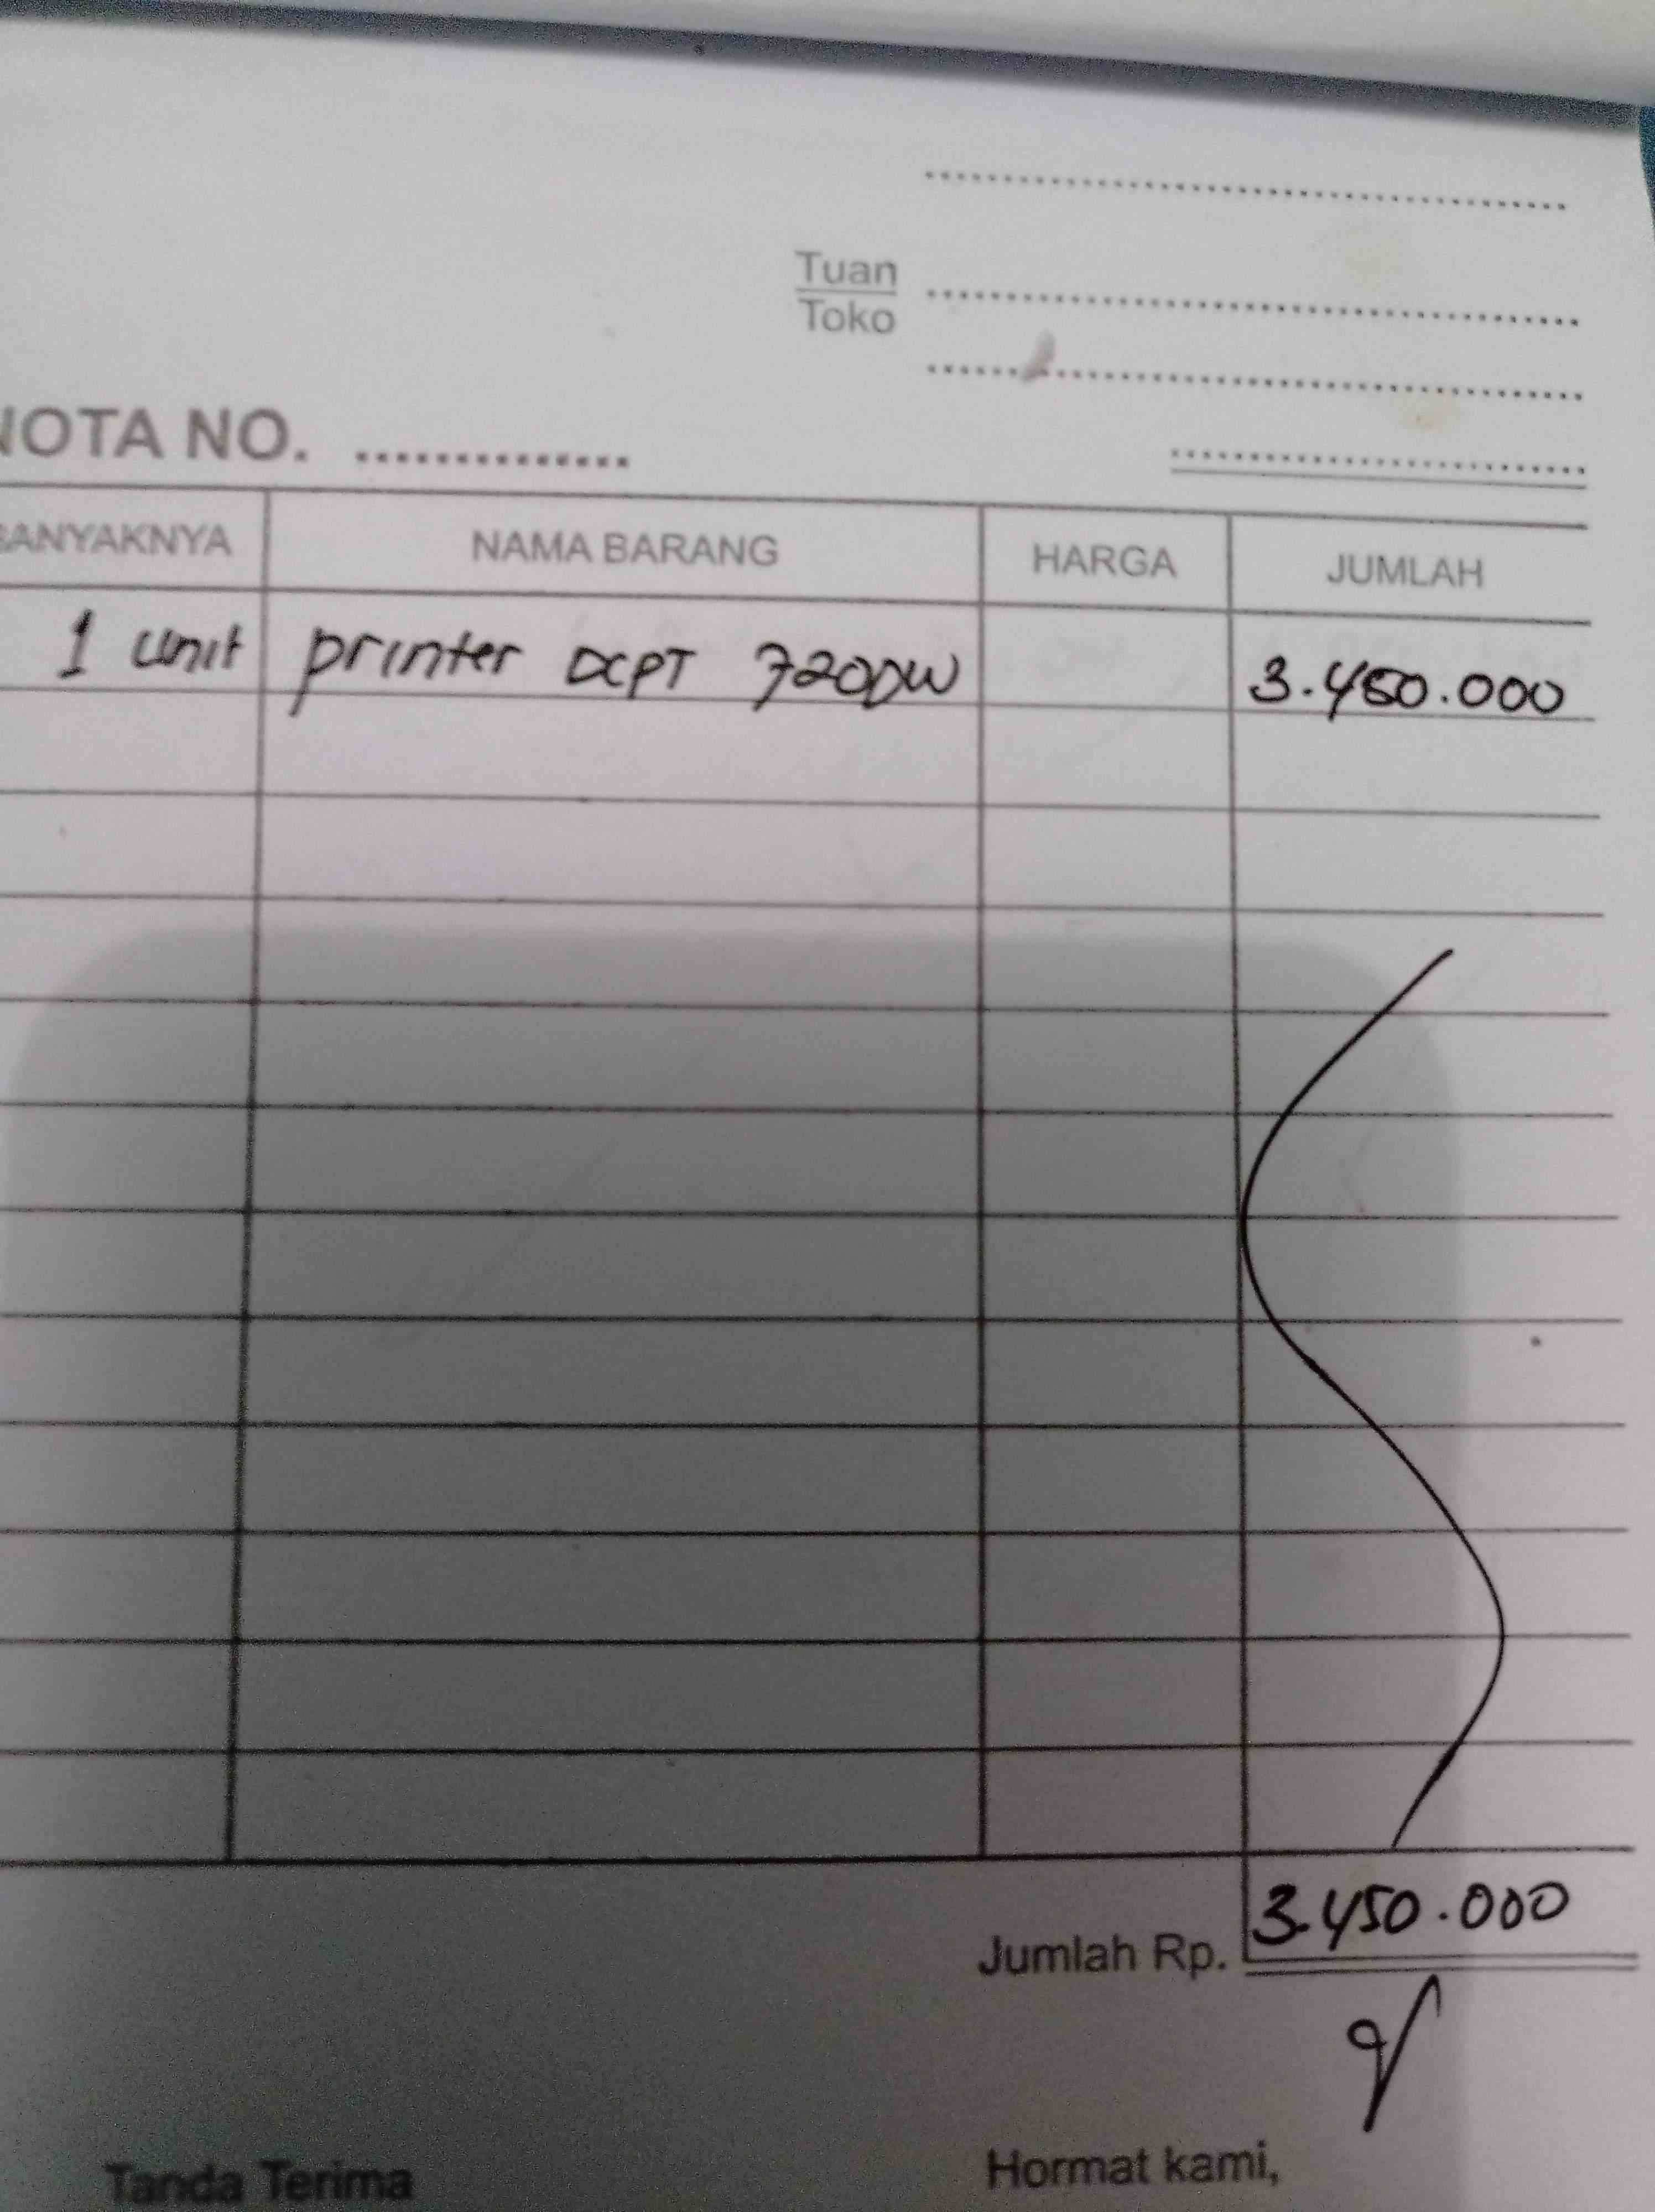 Tuan
Toko
NOTA NO. ...............
BANYAKNYA NAMA BARANG HARGA JUMLAH
1 unit printer DCPT 720DW 3.450.000
Jumlah Rp. 3.450.000
Tanda Terima Hormat kami,